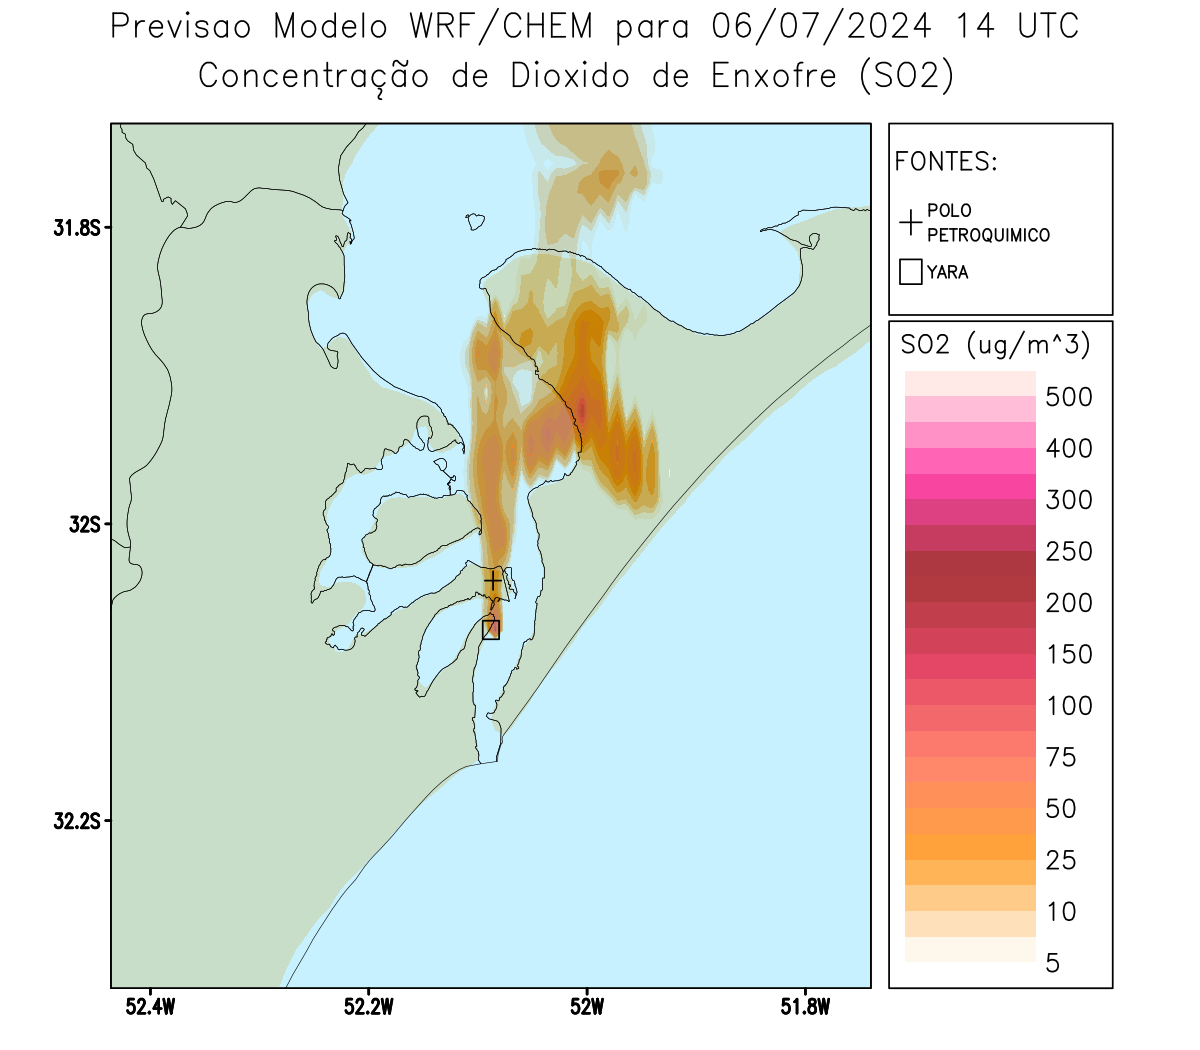 Previsao Modelo WRF/CHEM para 06/07/2024 14 UTC
Concentração de Dioxido de Enxofre (SO2)
FONTES:
POLO
PETROQUIMICO
YARA
31.8S
32S
32.2S
52.4W
52.2W
52W
51.8W
SO2 (ug/m^3)
500
400
300
250
200
150
100
75
50
25
10
5